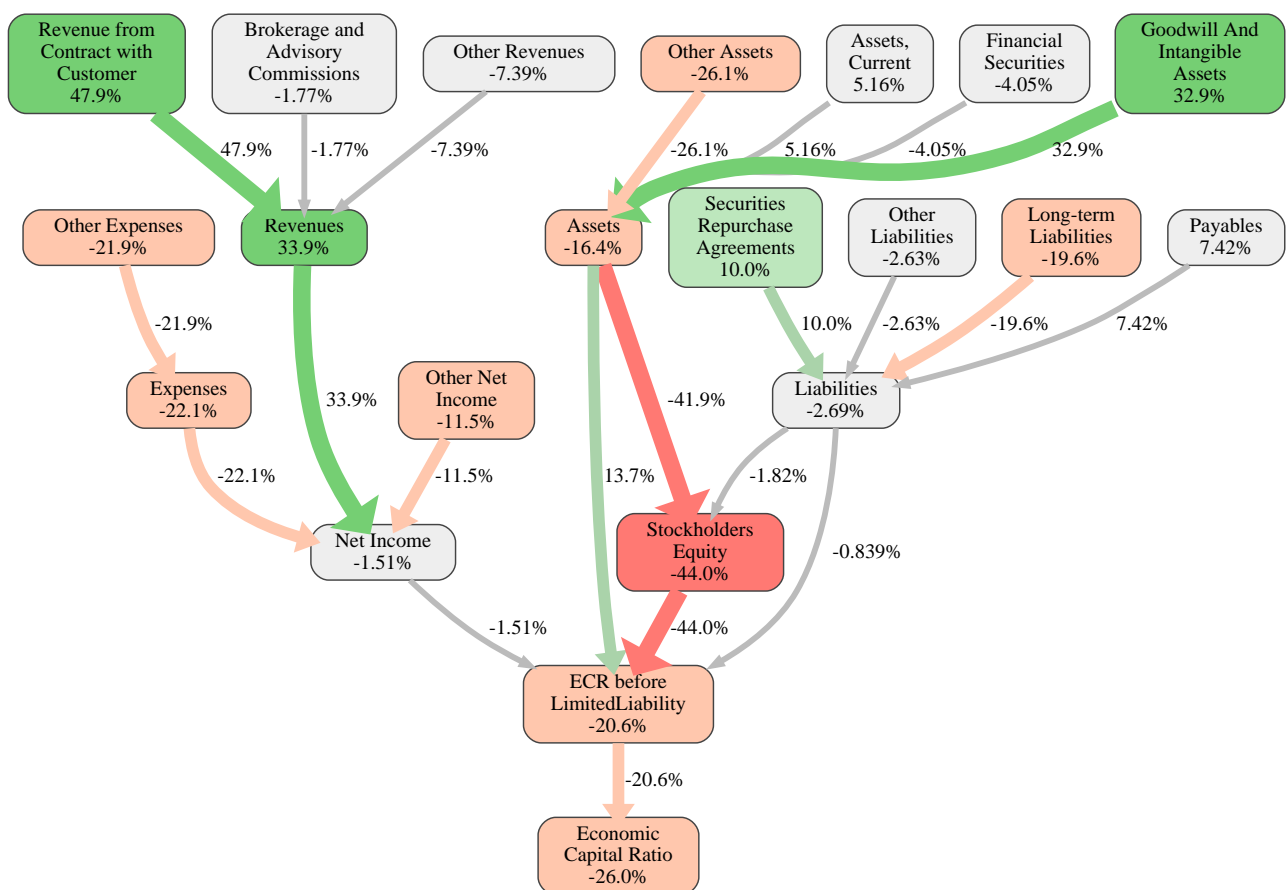 Revenue from
Contract with
Customer
47.9%
Brokerage and
Advisory
Commissions
-1.77%
Other Revenues
-7.39%
Other Assets
-26.1%
Assets,
Current
5.16%
Financial
Securities
-4.05%
Goodwill And
Intangible
Assets
32.9%
47.9%
-1.77%
-7.39%
-26.1%
5.16%
-4.05%
32.9%
Other Expenses
-21.9%
Revenues
33.9%
Assets
-16.4%
Securities
Repurchase
Agreements
10.0%
Other
Liabilities
-2.63%
Long-term
Liabilities
-19.6%
Payables
7.42%
-21.9%
10.0%
-2.63%
-19.6%
7.42%
Expenses
-22.1%
33.9%
Other Net
Income
-11.5%
-41.9%
Liabilities
-2.69%
-22.1%
-11.5%
13.7%
-1.82%
Net Income
-1.51%
Stockholders
Equity
-44.0%
-0.839%
-1.51%
-44.0%
ECR before
LimitedLiability
-20.6%
-20.6%
Economic
Capital Ratio
-26.0%